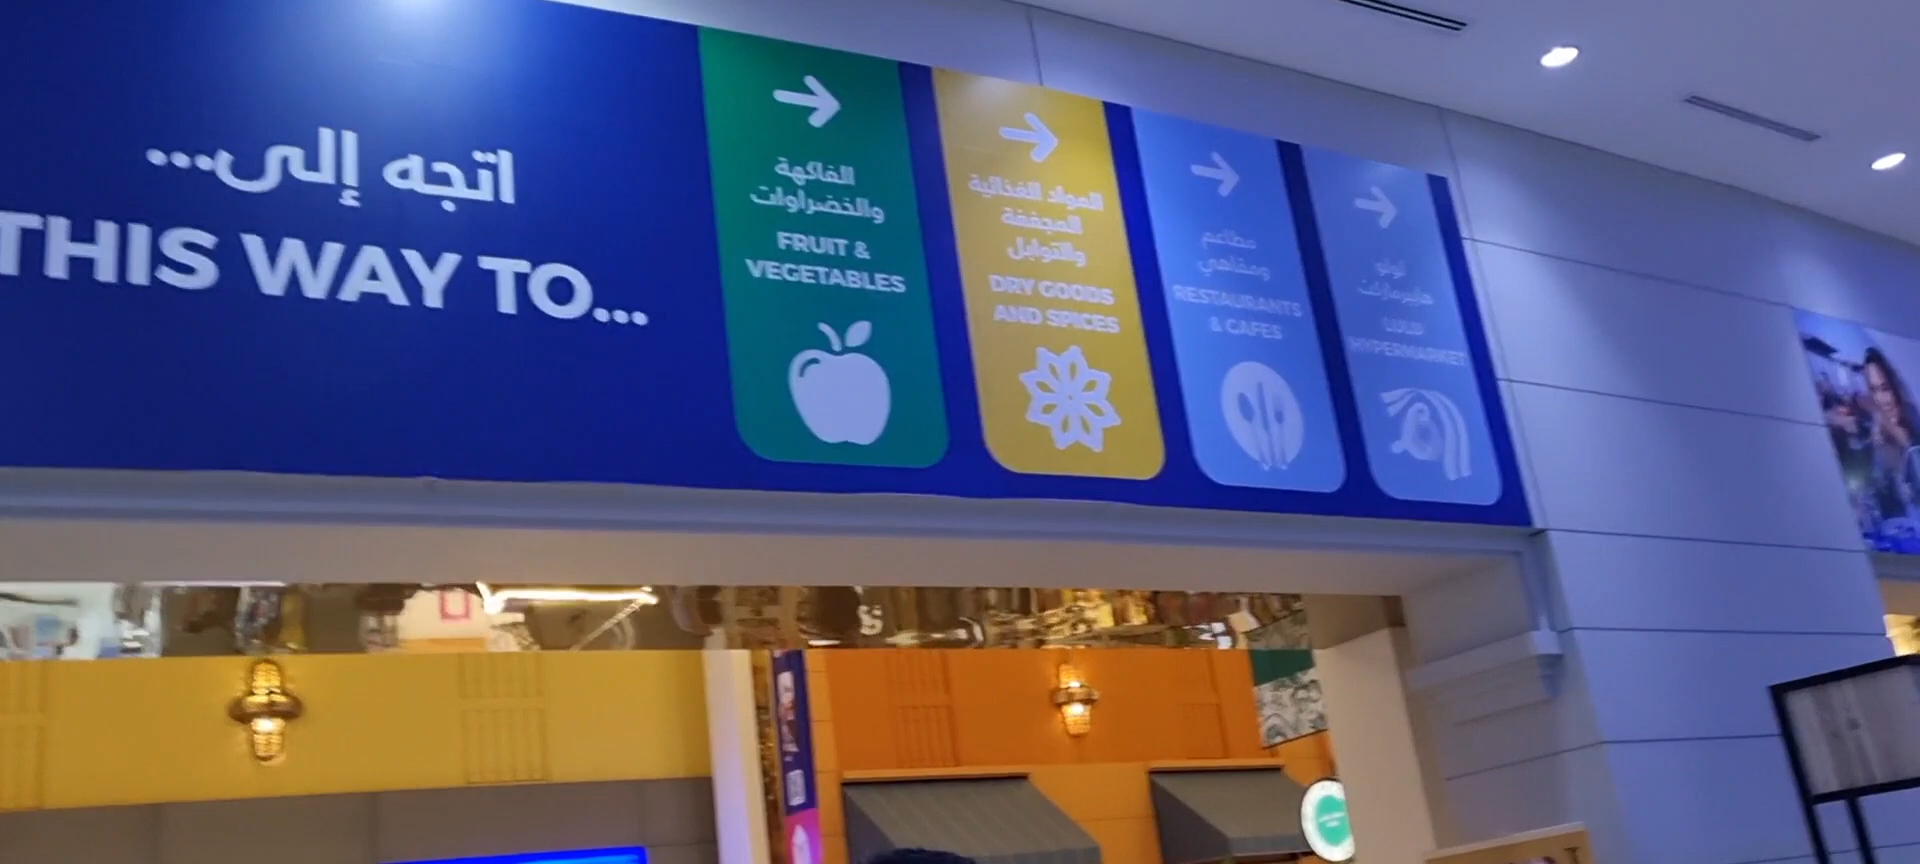 اتجه إلى...
THIS WAY TO...
الفاكهة
والخضراوات
FRUIT &
VEGETABLES
المواد الغذائية
المجففة
والتوابل
DRY GOODS
AND SPICES
مطاعم
ومقاهي
RESTAURANTS
& CAFES
لولو
هايبرماركت
LULU
HYPERMARKET